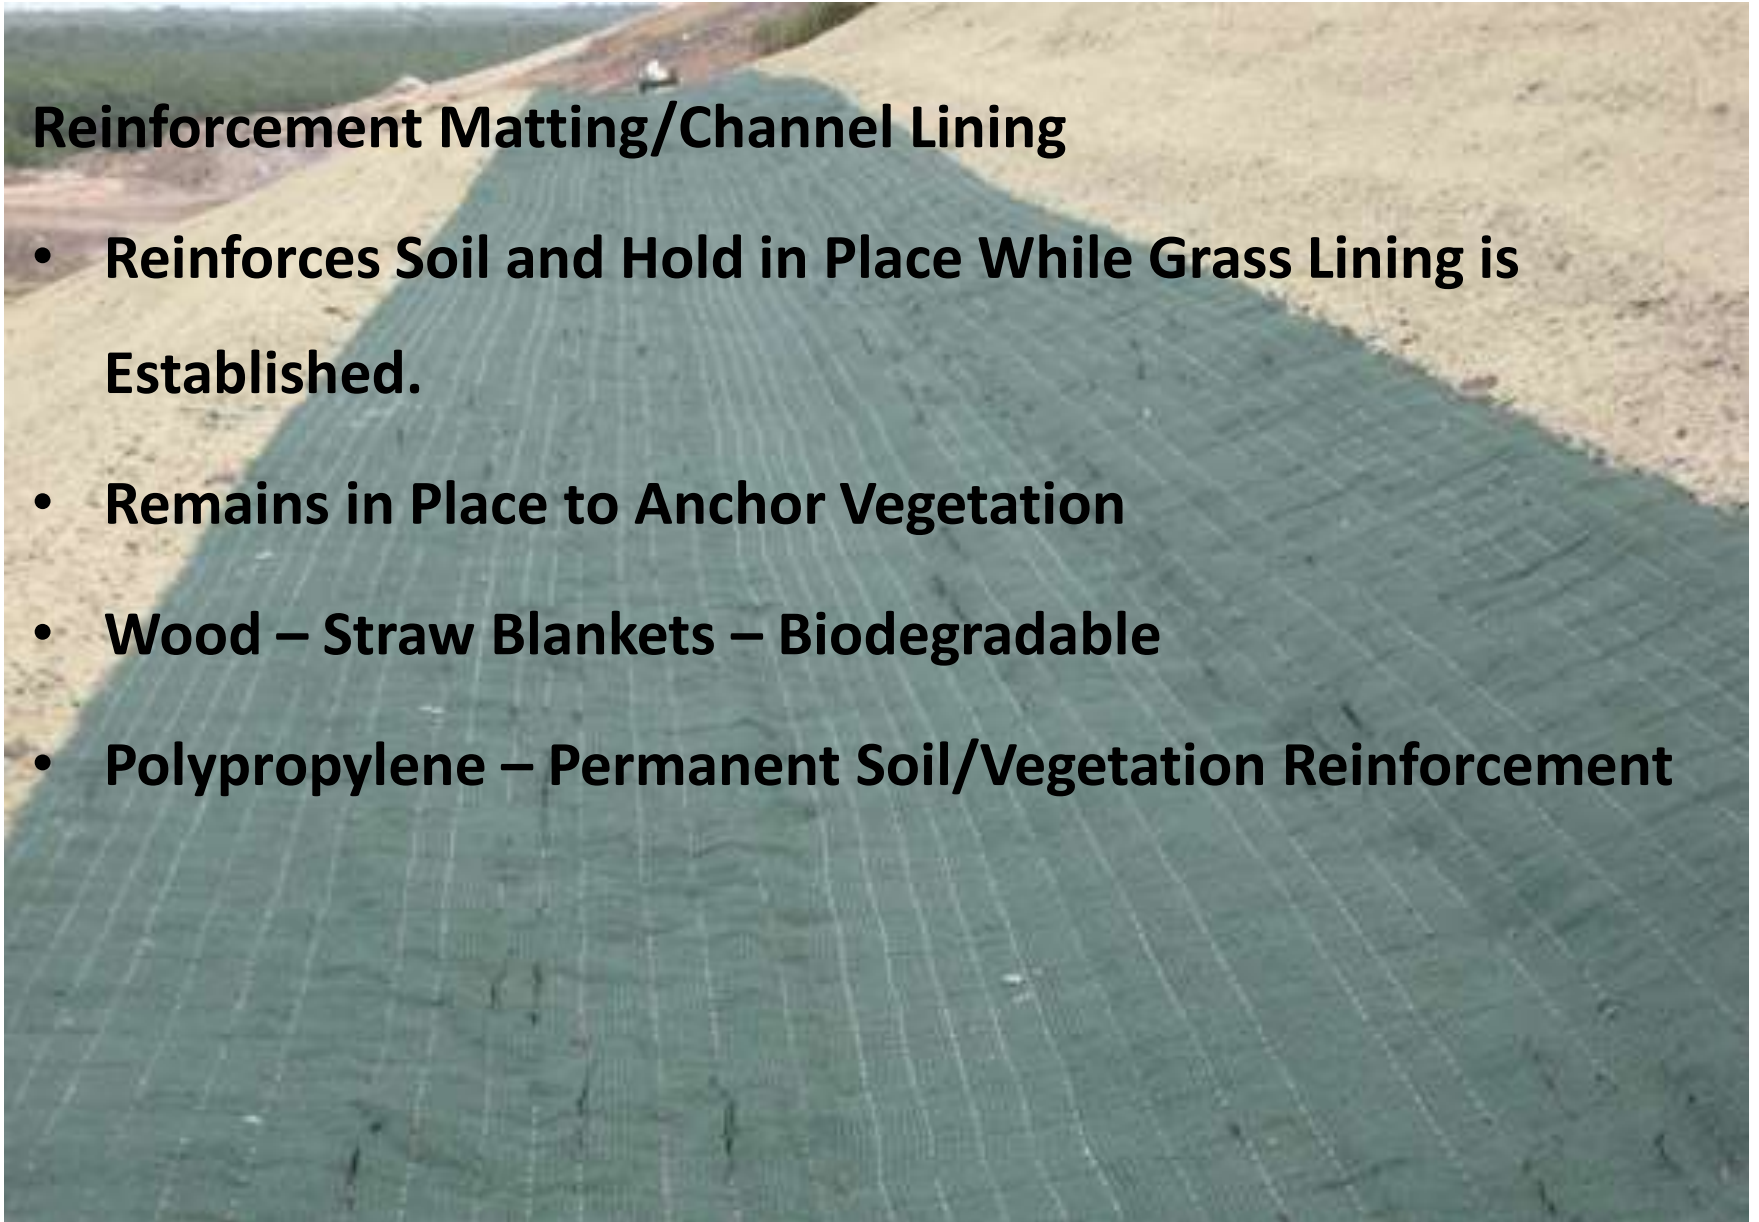 Reinforcement Matting/Channel Lining
• Reinforces Soil and Hold in Place While Grass Lining is
Established.
• Remains in Place to Anchor Vegetation
• Wood – Straw Blankets – Biodegradable
• Polypropylene – Permanent Soil/Vegetation Reinforcement